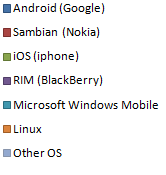 Android (Google)
Sambian (Nokia)
iOS (iphone)
RIM (BlackBerry)
Microsoft Windows Mobile
Linux
Other OS